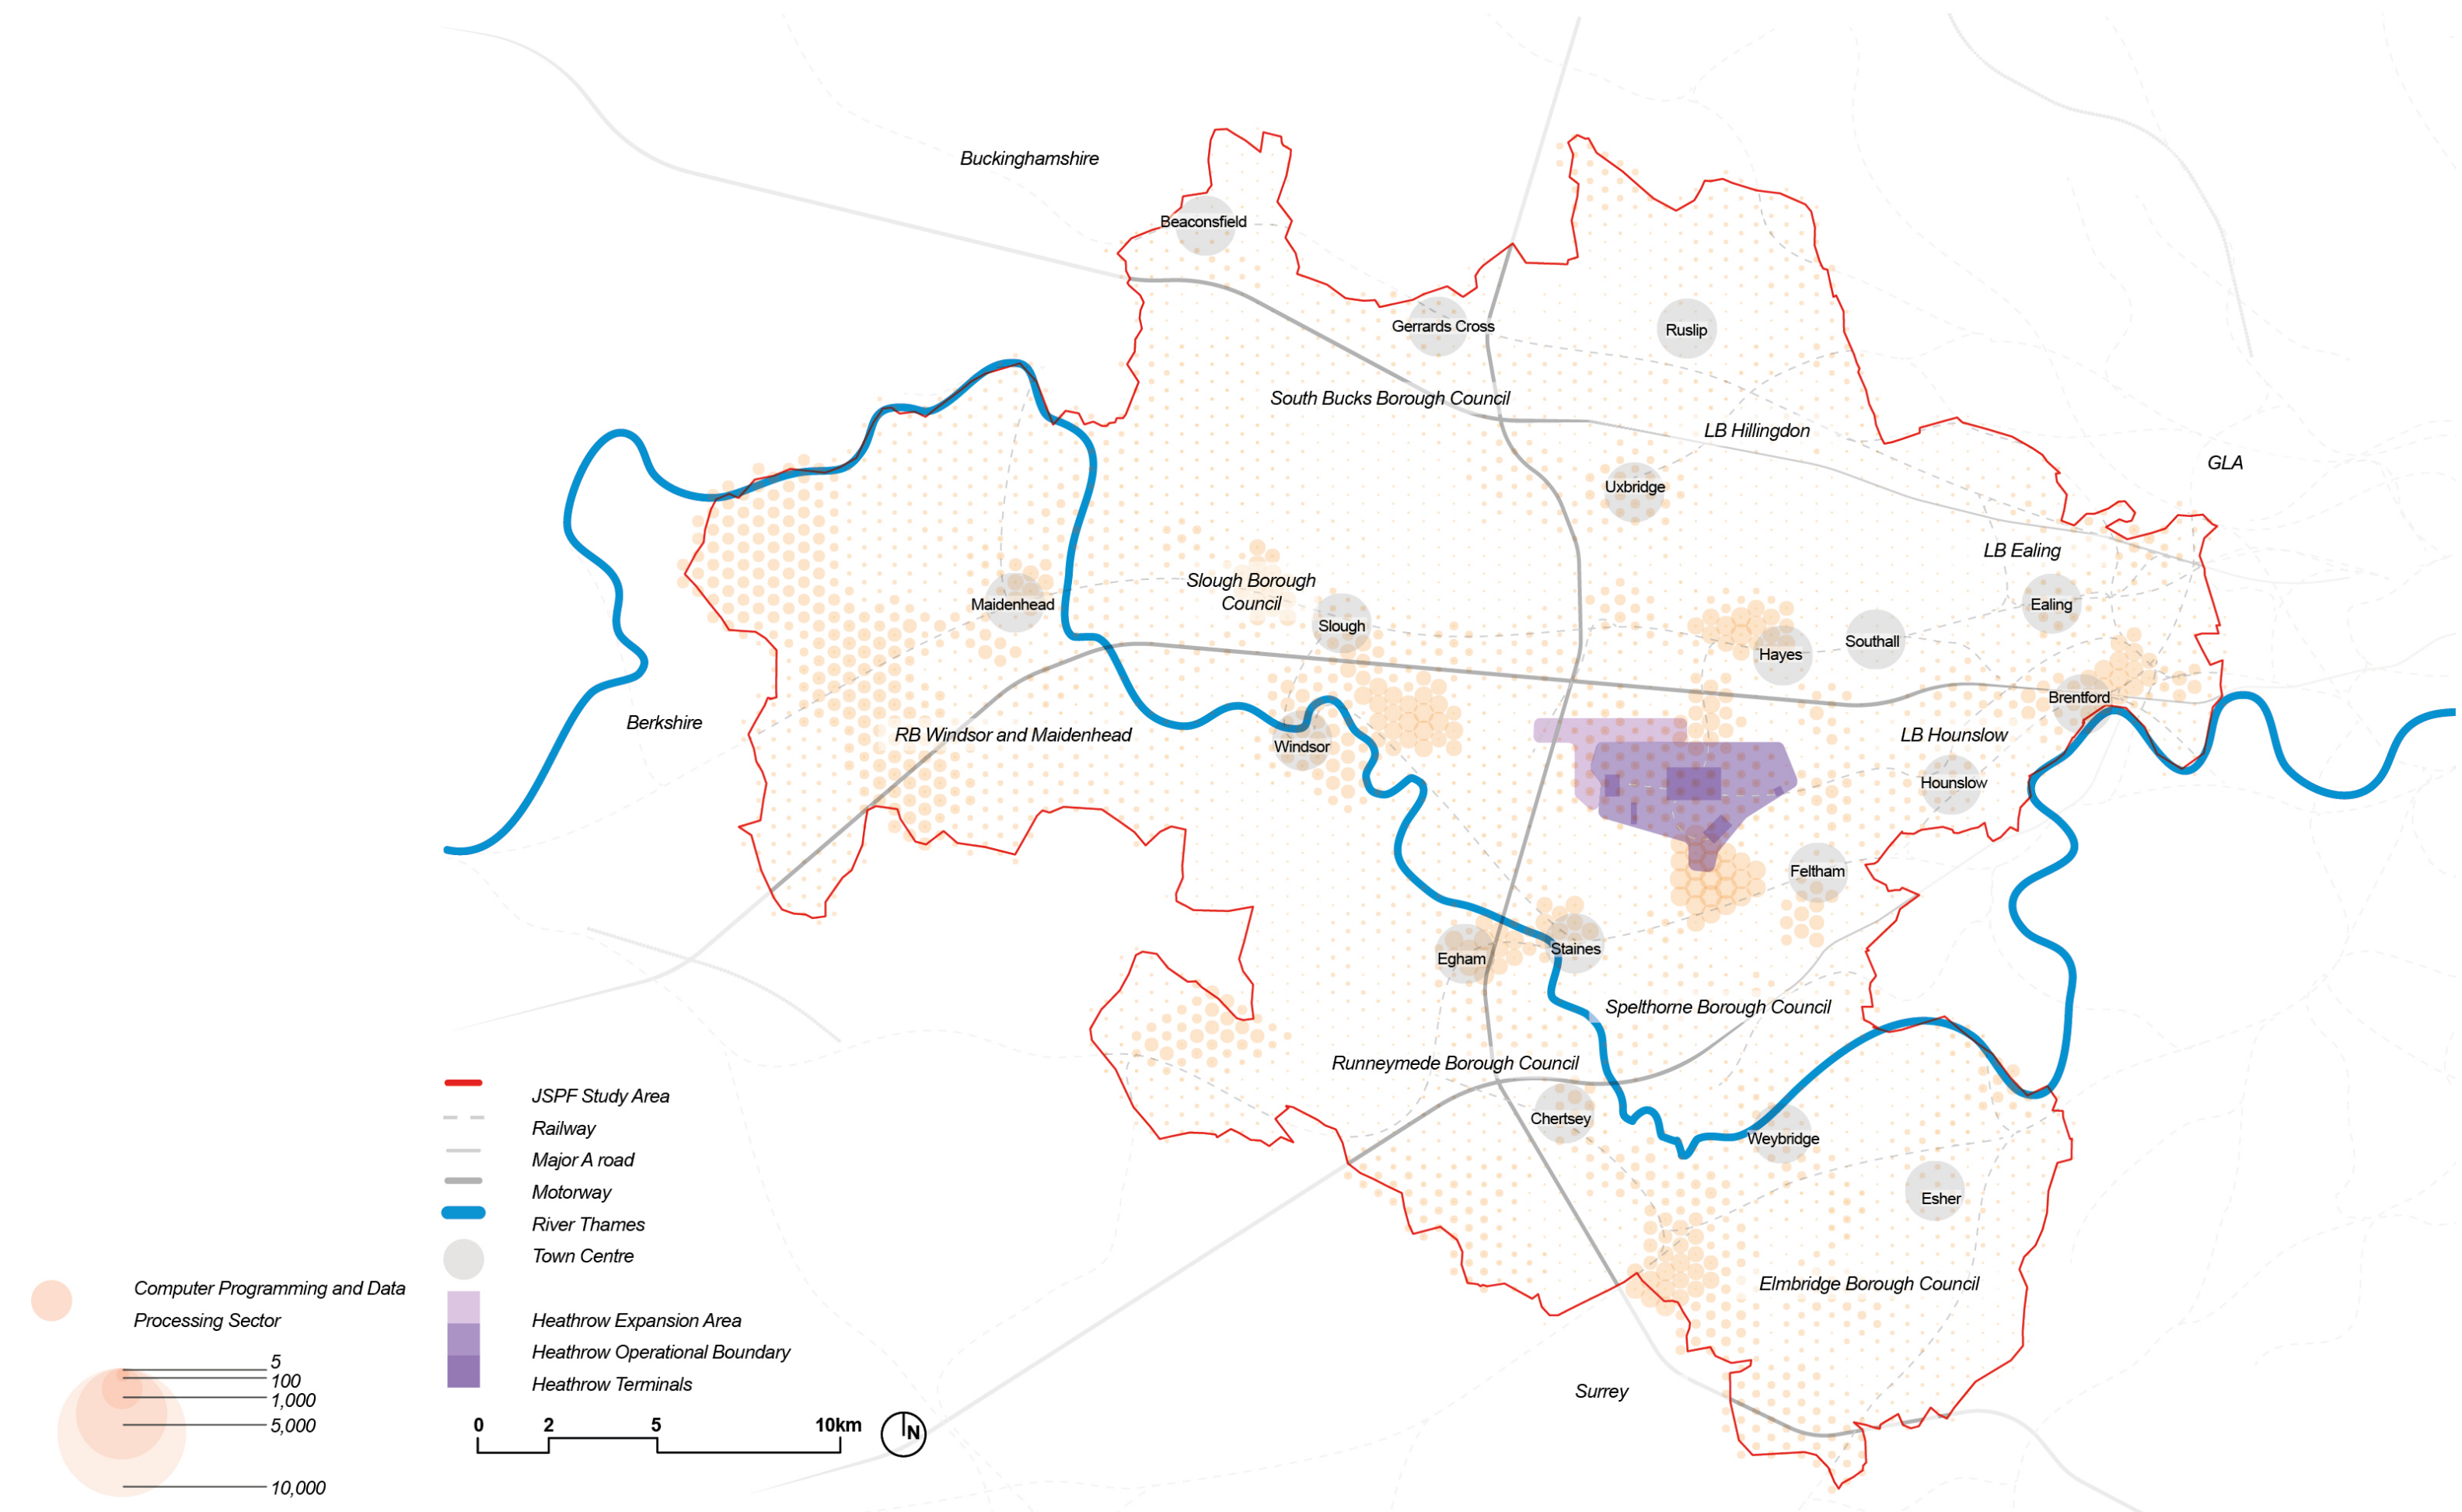 Buckinghamshire
Beaconsfield
Gerrards Cross
Ruslip
South Bucks Borough Council
LB Hillingdon
GLA
Uxbridge
LB Ealing
Slough Borough
Council
Maidenhead
Slough
Ealing
Southall
Hayes
Brentford
Berkshire
RB Windsor and Maidenhead
Windsor
LB Hounslow
Hounslow
Feltham
Egham
Staines
Spelthorne Borough Council
Runneymede Borough Council
Chertsey
Weybridge
Esher
Elmbridge Borough Council
Surrey
JSPF Study Area
Railway
Major A road
Motorway
River Thames
Town Centre
Heathrow Expansion Area
Heathrow Operational Boundary
Heathrow Terminals
Computer Programming and Data
Processing Sector
5
100
1,000
5,000
10,000
0 2 5 10km
N